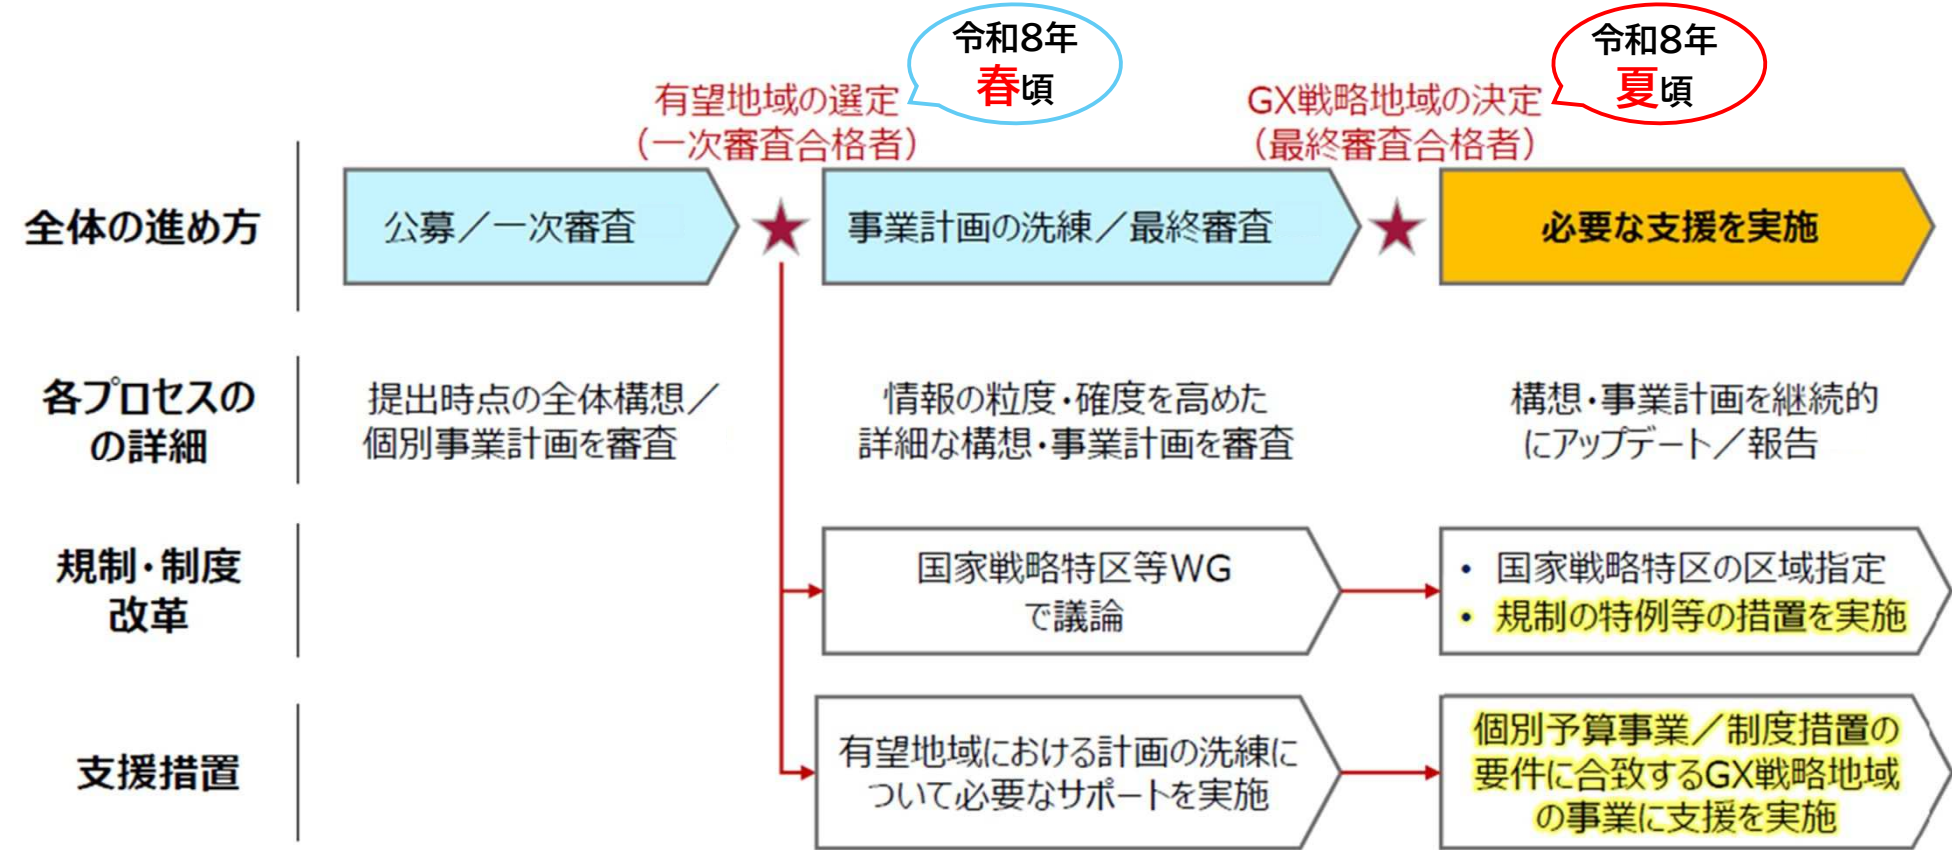 令和8年
春頃
令和8年
夏頃
有望地域の選定
（一次審査合格者）
GX戦略地域の決定
（最終審査合格者）
全体の進め方
公募／一次審査
事業計画の洗練／最終審査
必要な支援を実施
各プロセスの
の詳細
提出時点の全体構想／
個別事業計画を審査
情報の粒度・確度を高めた
詳細な構想・事業計画を審査
構想・事業計画を継続的
にアップデート／報告
規制・制度
改革
国家戦略特区等WG
で議論
• 国家戦略特区の区域指定
• 規制の特例等の措置を実施
支援措置
有望地域における計画の洗練に
ついて必要なサポートを実施
個別予算事業／制度措置の
要件に合致するGX戦略地域
の事業に支援を実施